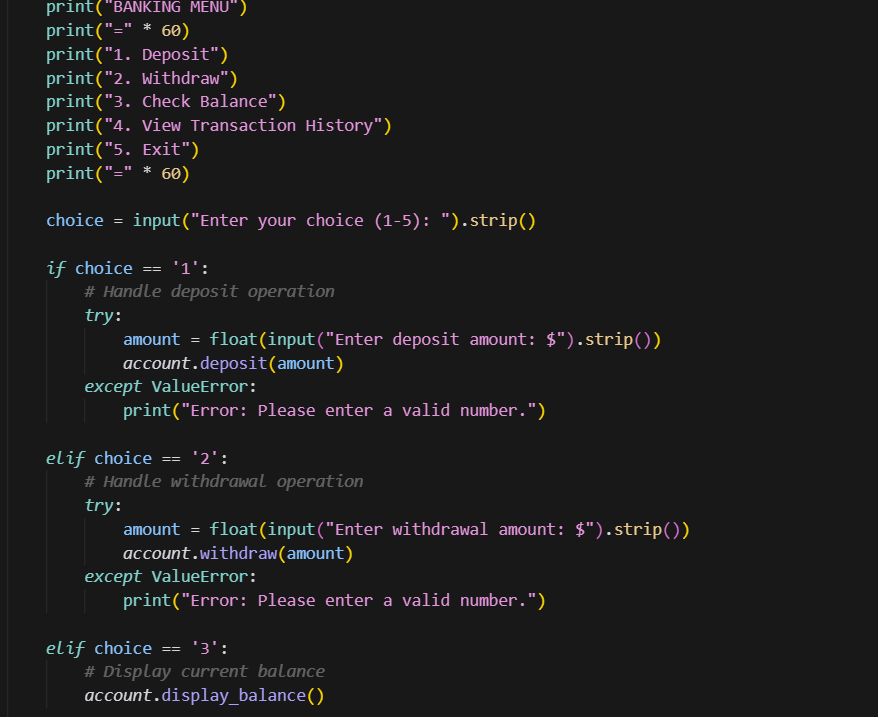 print("BANKING MENU")
print("=" * 60)
print("1. Deposit")
print("2. Withdraw")
print("3. Check Balance")
print("4. View Transaction History")
print("5. Exit")
print("=" * 60)

choice = input("Enter your choice (1-5): ").strip()

if choice == '1':
    # Handle deposit operation
    try:
        amount = float(input("Enter deposit amount: $").strip())
        account.deposit(amount)
    except ValueError:
        print("Error: Please enter a valid number.")

elif choice == '2':
    # Handle withdrawal operation
    try:
        amount = float(input("Enter withdrawal amount: $").strip())
        account.withdraw(amount)
    except ValueError:
        print("Error: Please enter a valid number.")

elif choice == '3':
    # Display current balance
    account.display_balance()